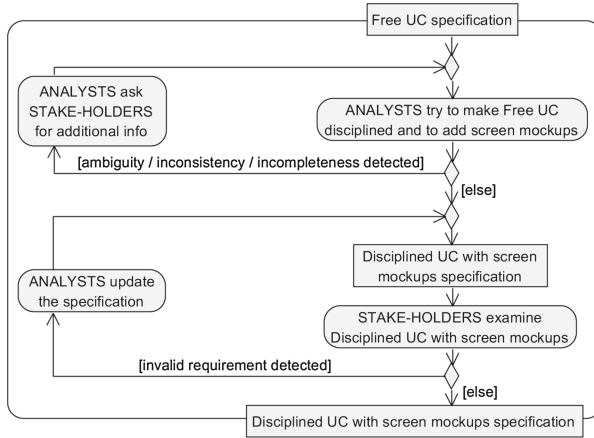 Free UC specification
ANALYSTS ask
STAKE-HOLDERS
for additional info
ANALYSTS try to make Free UC
disciplined and to add screen mockups
[ambiguity / inconsistency / incompleteness detected]
[else]
Disciplined UC with screen
mockups specification
ANALYSTS update
the specification
STAKE-HOLDERS examine
Disciplined UC with screen mockups
[invalid requirement detected]
[else]
Disciplined UC with screen mockups specification